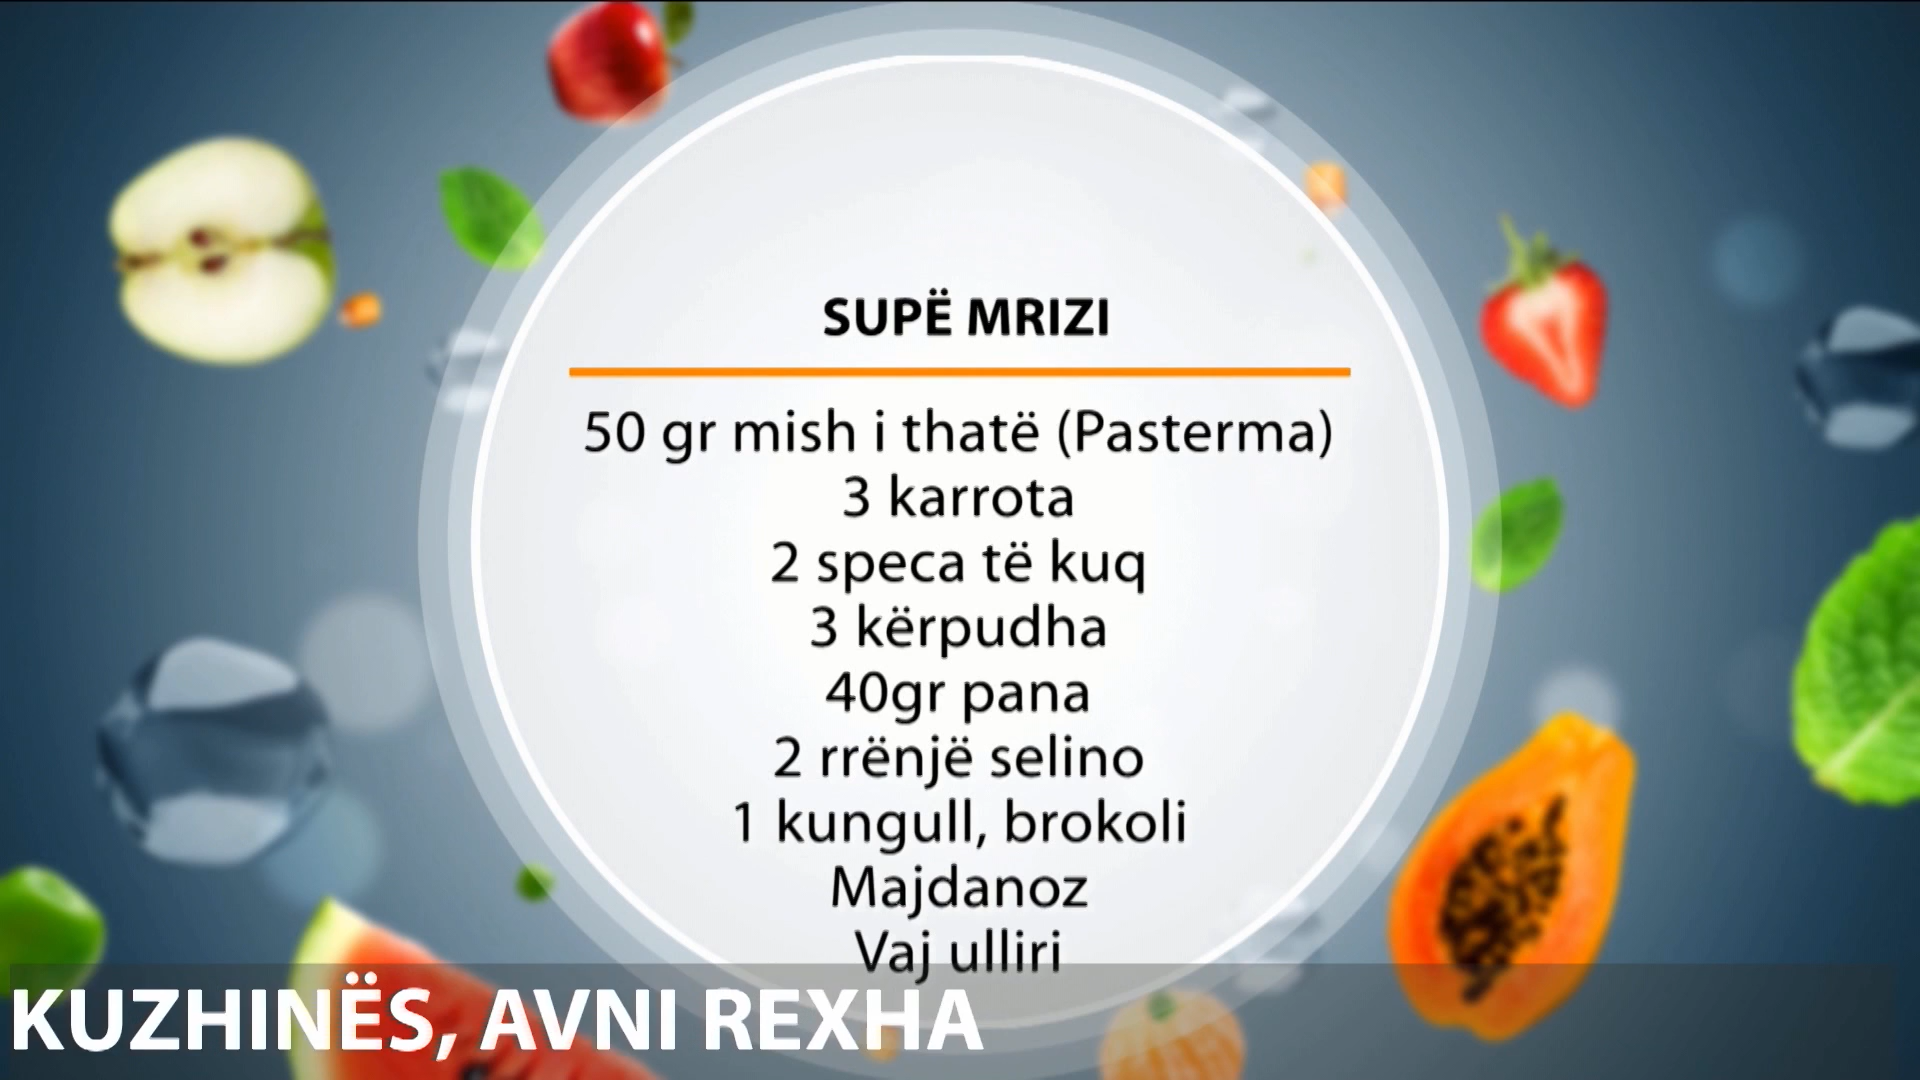 SUPË MRIZI
50 gr mish i thatë (Pasterma)
3 karrota
2 speca të kuq
3 kërpudha
40gr pana
2 rrënjë selino
1 kungull, brokoli
Majdanoz
Vaj ulliri
KUZHINËS, AVNI REXHA